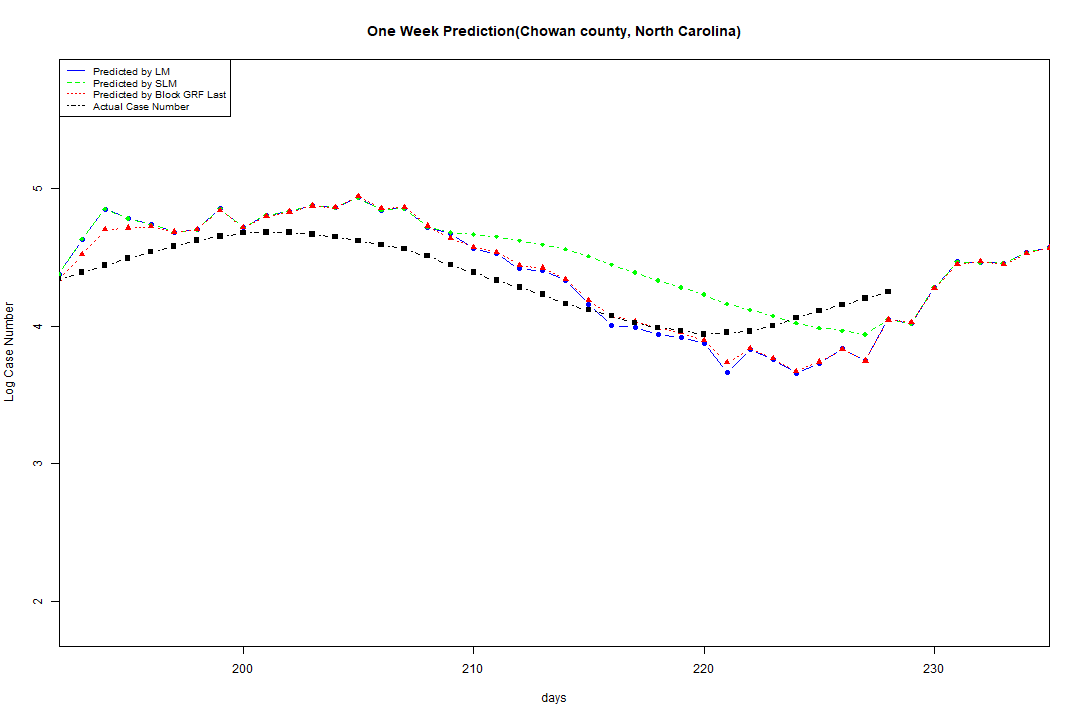 One Week Prediction(Chowan county, North Carolina)
Predicted by LM
Predicted by SLM
Predicted by Block GRF Last
Actual Case Number
Log Case Number
5
4
3
2
200
210
220
230
days